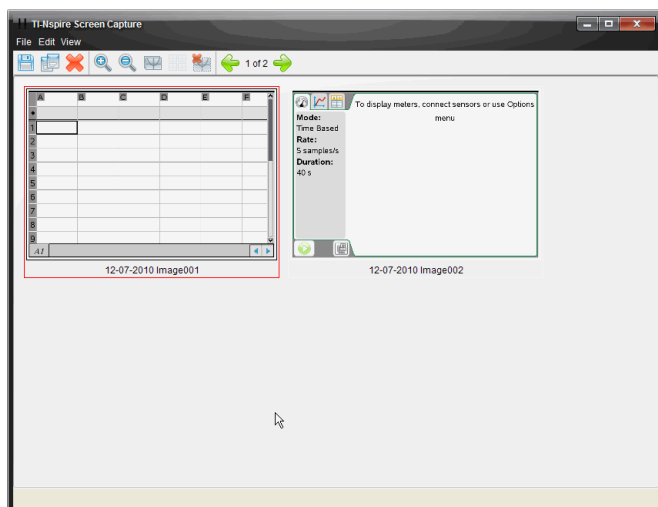 TI-Nspire Screen Capture
File Edit View
1 of 2
A B C D E F
1
2
3
4
5
6
7
8
9
A1
12-07-2010 Image001
To display meters, connect sensors or use Options
menu
Mode:
Time Based
Rate:
5 samples/s
Duration:
40 s
12-07-2010 Image002